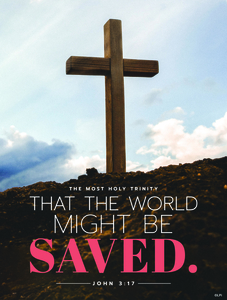 THE MOST HOLY TRINITY
THAT THE WORLD
MIGHT BE
SAVED.
JOHN 3:17